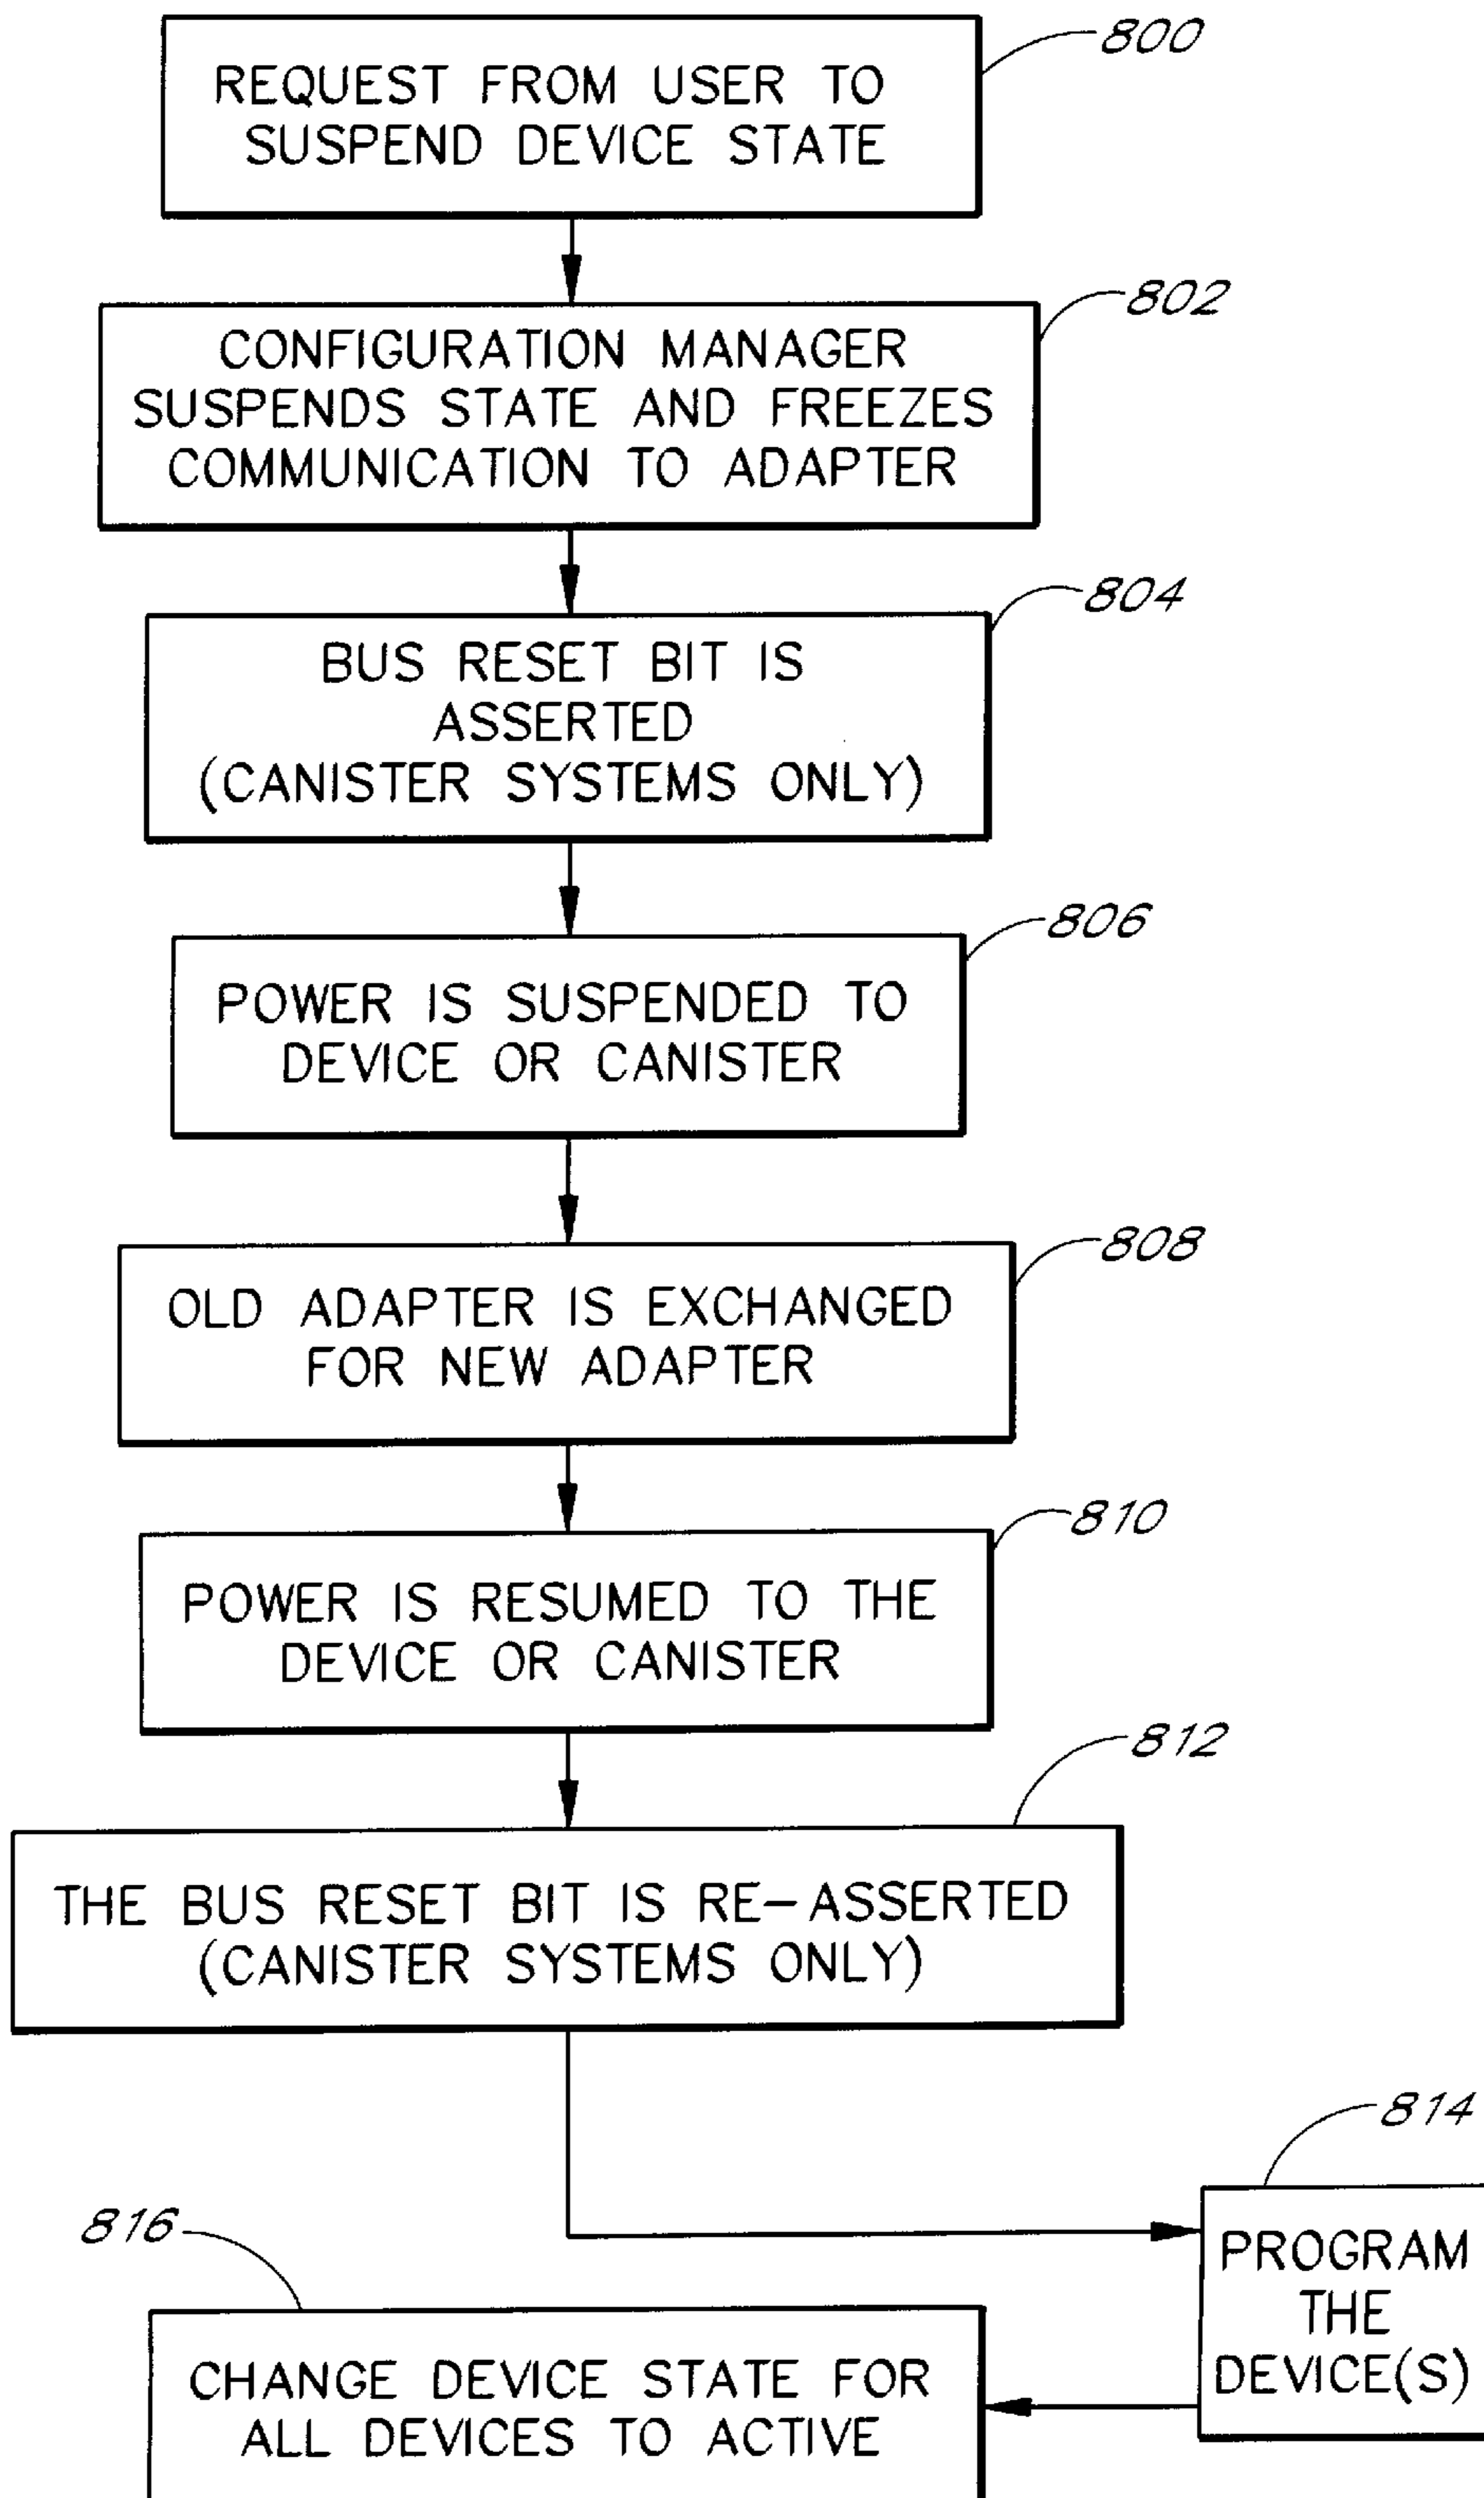 800
REQUEST FROM USER TO
SUSPEND DEVICE STATE
802
CONFIGURATION MANAGER
SUSPENDS STATE AND FREEZES
COMMUNICATION TO ADAPTER
804
BUS RESET BIT IS
ASSERTED
(CANISTER SYSTEMS ONLY)
806
POWER IS SUSPENDED TO
DEVICE OR CANISTER
808
OLD ADAPTER IS EXCHANGED
FOR NEW ADAPTER
810
POWER IS RESUMED TO THE
DEVICE OR CANISTER
812
THE BUS RESET BIT IS RE-ASSERTED
(CANISTER SYSTEMS ONLY)
814
PROGRAM
THE
DEVICE(S)
816
CHANGE DEVICE STATE FOR
ALL DEVICES TO ACTIVE